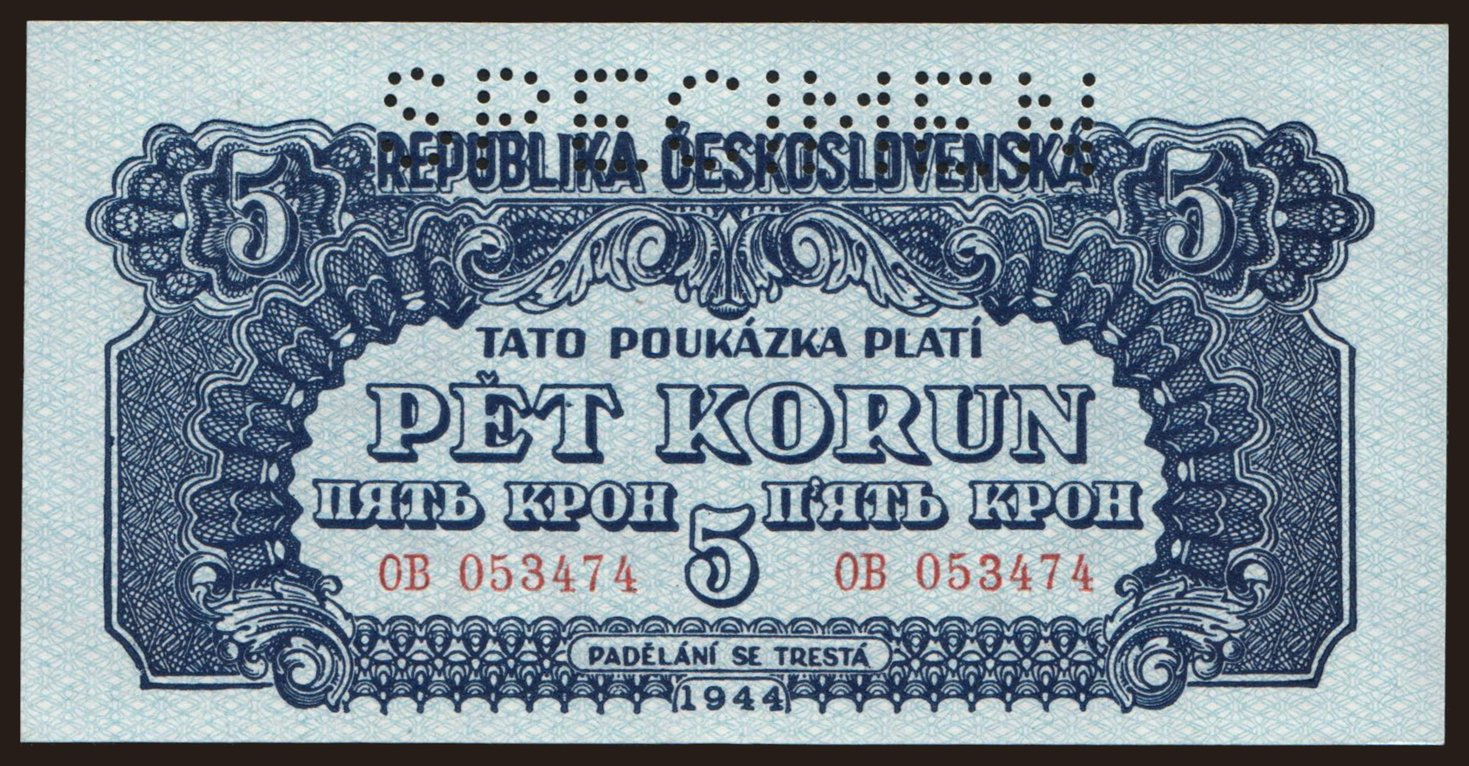 SPECIMEN
REPUBLIKA ČESKOSLOVENSKÁ
5 5
TATO POUKÁZKA PLATÍ
PĚT KORUN
ПЯТЬ КРОН П'ЯТЬ КРОН
5
OB 053474 OB 053474
PADĚLÁNÍ SE TRESTÁ
1944